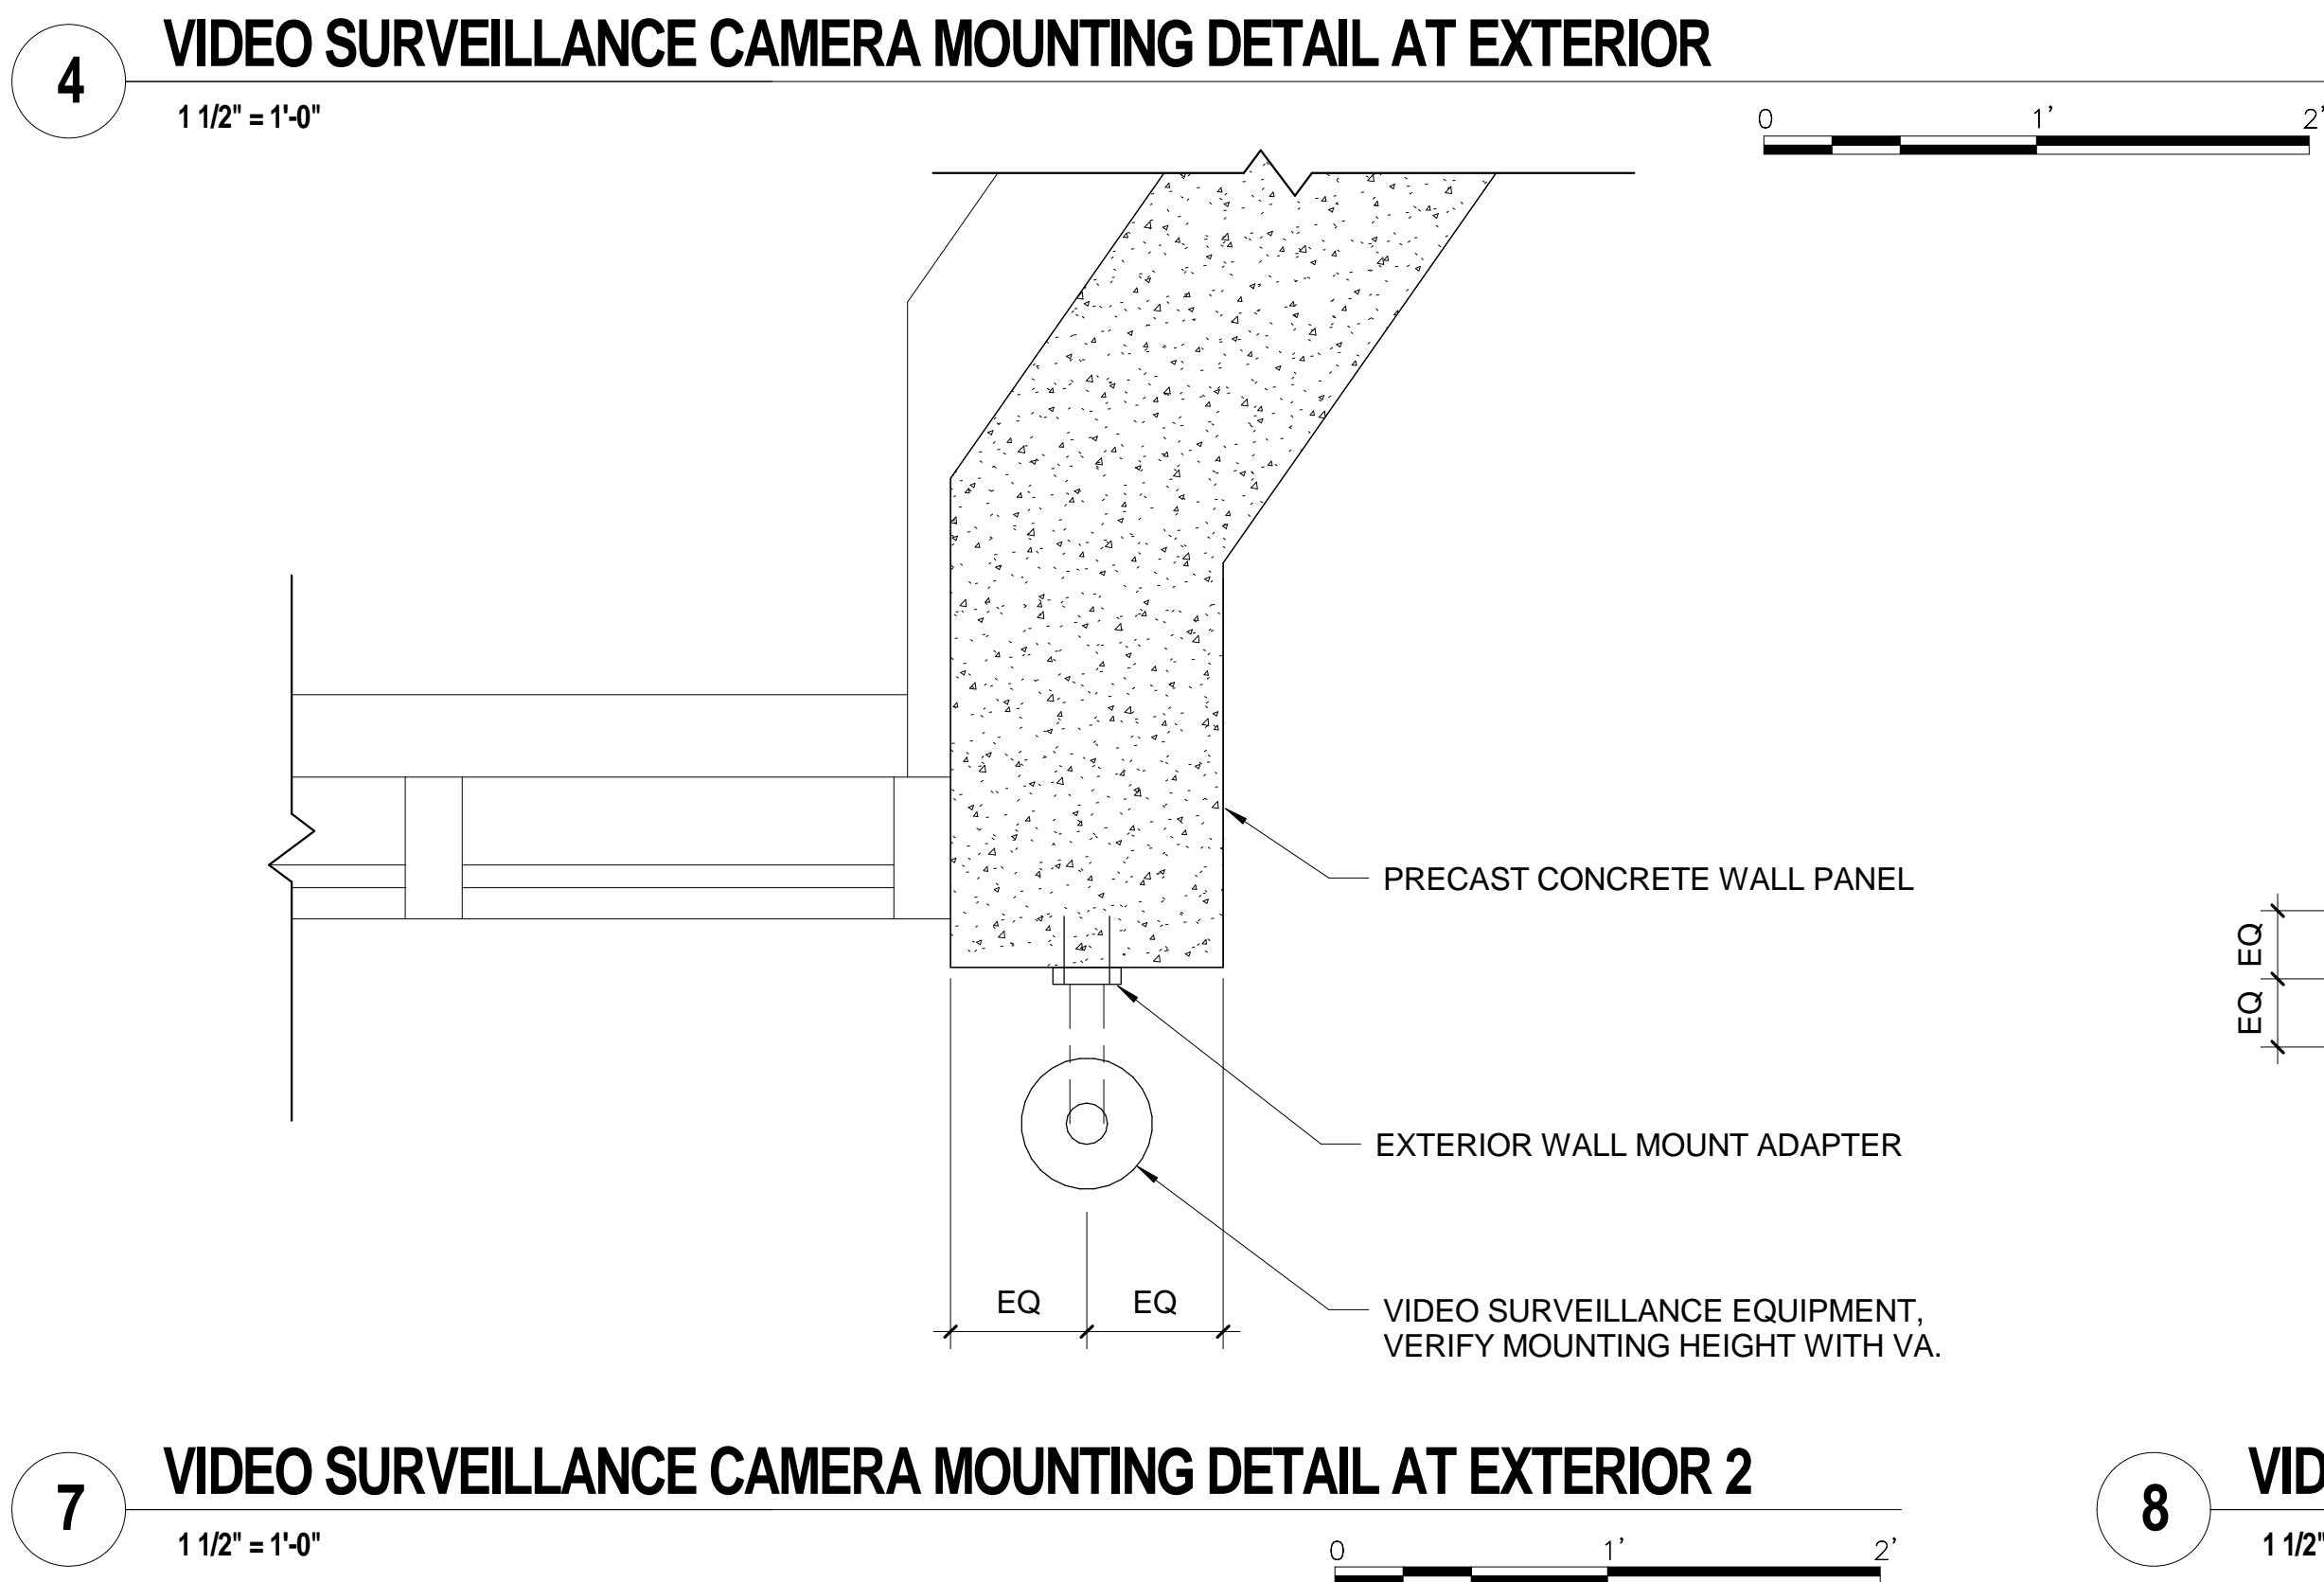 4
VIDEO SURVEILLANCE CAMERA MOUNTING DETAIL AT EXTERIOR
1 1/2" = 1'-0"
0 1' 2'
PRECAST CONCRETE WALL PANEL
EQ
EQ
EXTERIOR WALL MOUNT ADAPTER
EQ EQ
VIDEO SURVEILLANCE EQUIPMENT,
VERIFY MOUNTING HEIGHT WITH VA.
7
VIDEO SURVEILLANCE CAMERA MOUNTING DETAIL AT EXTERIOR 2
1 1/2" = 1'-0"
0 1' 2'
8
1 1/2"